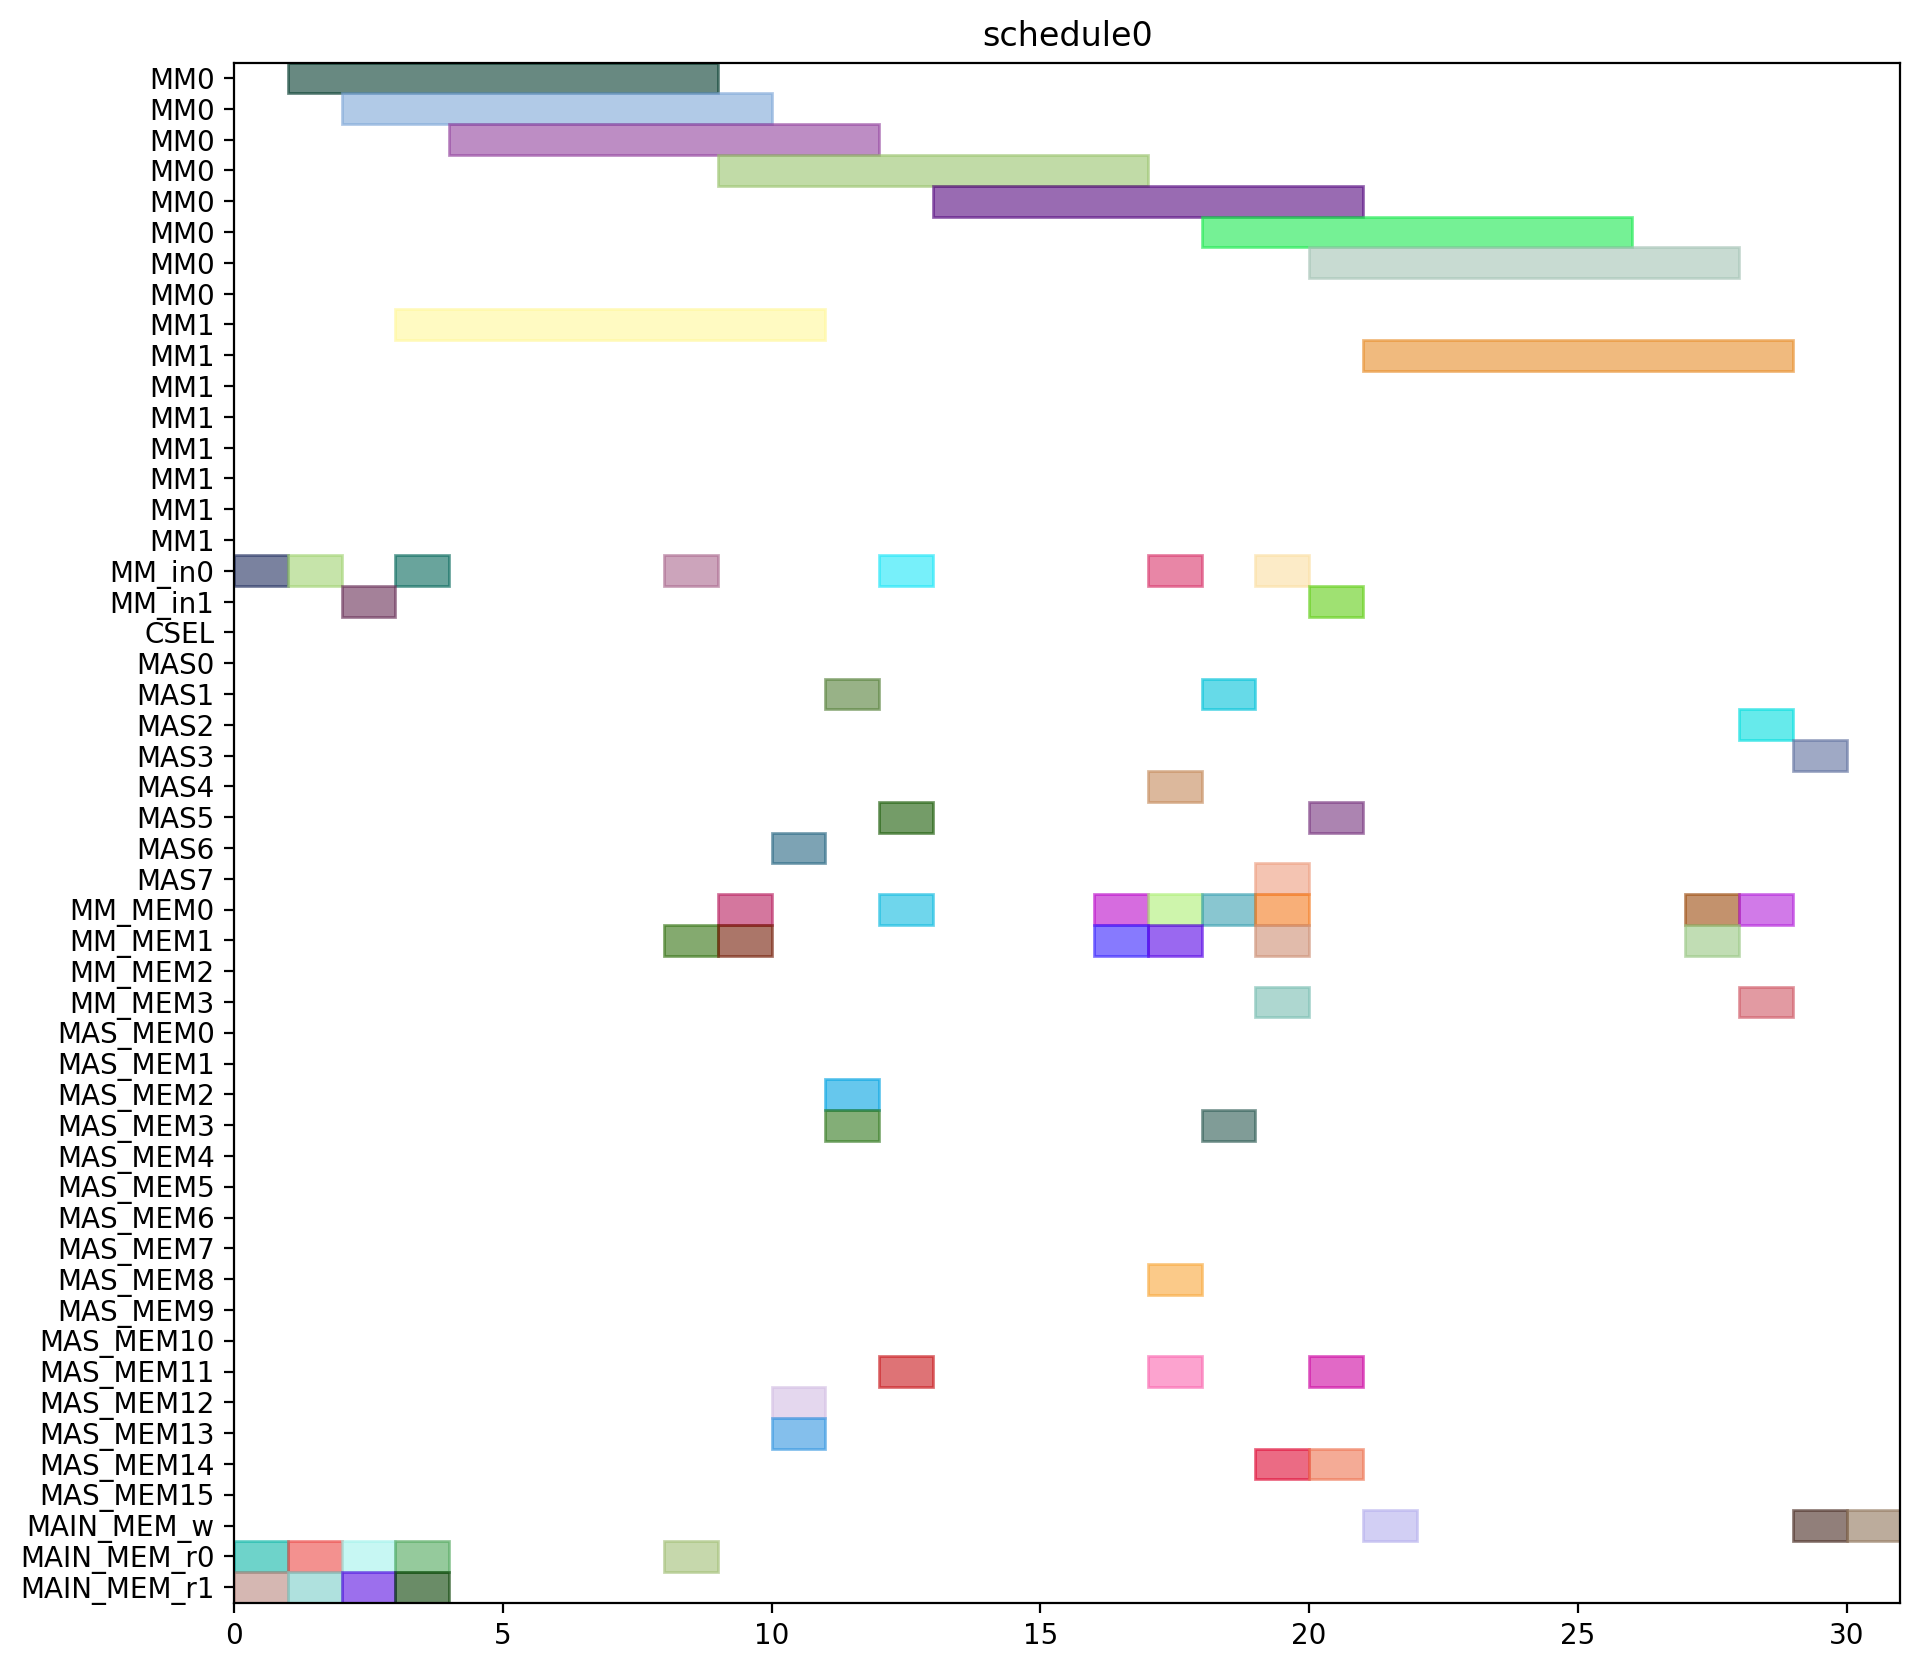 schedule0
MM0
MM0
MM0
MM0
MM0
MM0
MM0
MM0
MM1
MM1
MM1
MM1
MM1
MM1
MM1
MM1
MM_in0
MM_in1
CSEL
MAS0
MAS1
MAS2
MAS3
MAS4
MAS5
MAS6
MAS7
MM_MEM0
MM_MEM1
MM_MEM2
MM_MEM3
MAS_MEM0
MAS_MEM1
MAS_MEM2
MAS_MEM3
MAS_MEM4
MAS_MEM5
MAS_MEM6
MAS_MEM7
MAS_MEM8
MAS_MEM9
MAS_MEM10
MAS_MEM11
MAS_MEM12
MAS_MEM13
MAS_MEM14
MAS_MEM15
MAIN_MEM_w
MAIN_MEM_r0
MAIN_MEM_r1
0 5 10 15 20 25 30